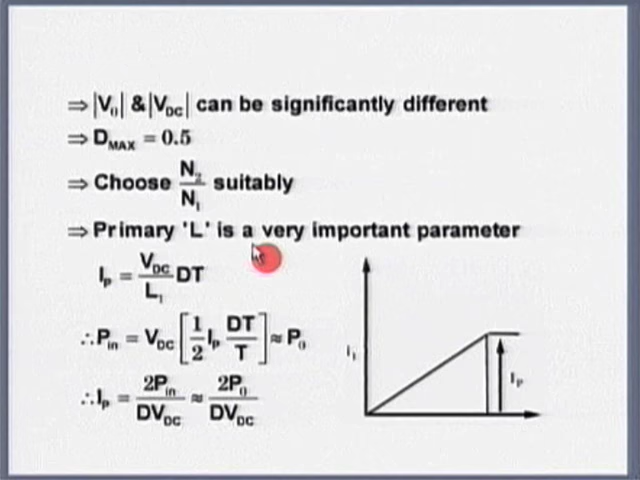 ⇒ |V₀| & |V_DC| can be significantly different
⇒ D_MAX = 0.5
⇒ Choose N₂/N₁ suitably
⇒ Primary 'L' is a very important parameter
I_P = V_DC/L₁ DT
∴ P_in = V_DC [1/2 I_P DT/T] ≈ P₀
∴ I_P = 2P_in/DV_DC ≈ 2P₀/DV_DC
I₁
I_P